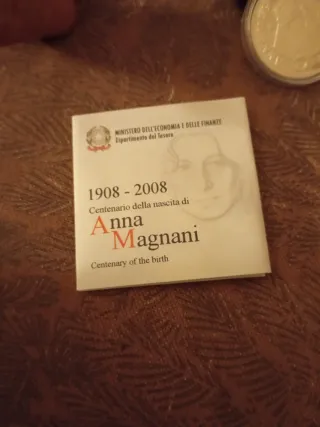 MINISTERO DELL'ECONOMIA E DELLE FINANZE
Dipartimento del Tesoro
1908 - 2008
Centenario della nascita di
Anna
Magnani
Centenary of the birth